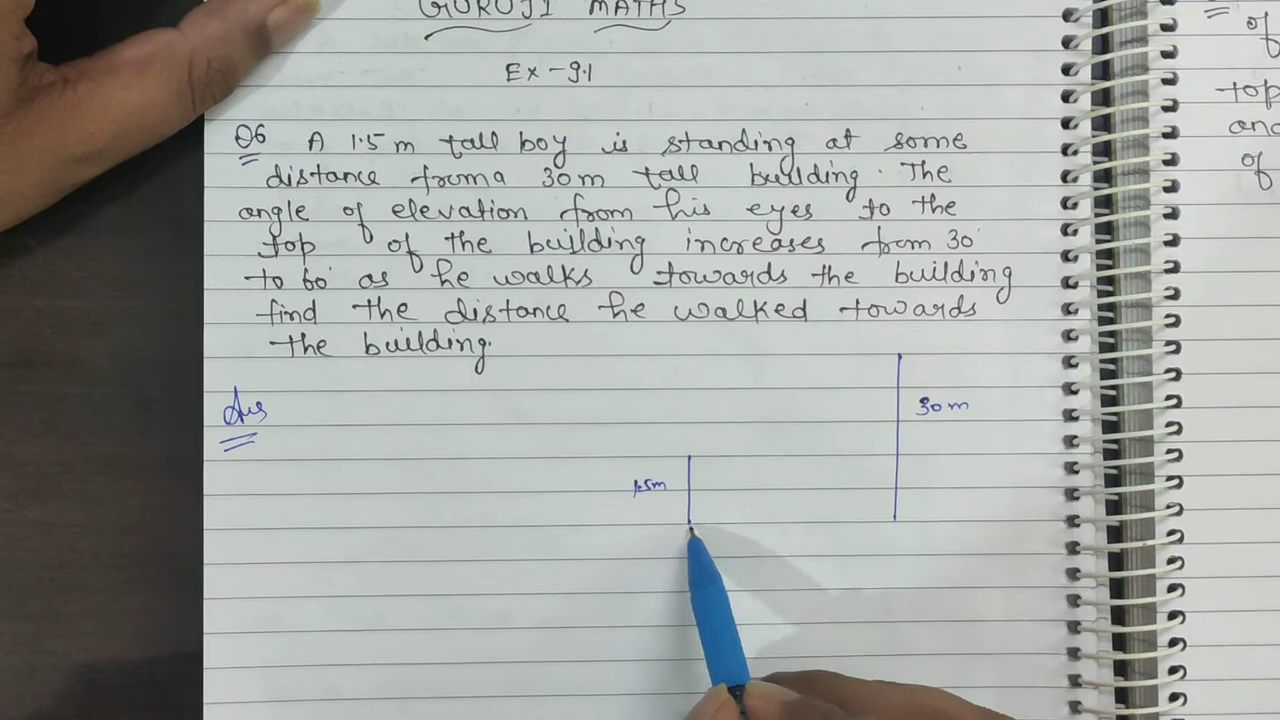 GURUJI MATHS
Ex - 9.1
Q6 A 1.5 m tall boy is standing at some
distance from a 30 m tall building. The
angle of elevation from his eyes to the
top of the building increases from 30°
to 60° as he walks towards the building
find the distance he walked towards
the building.
Ans
30 m
1.5m
of
top
of